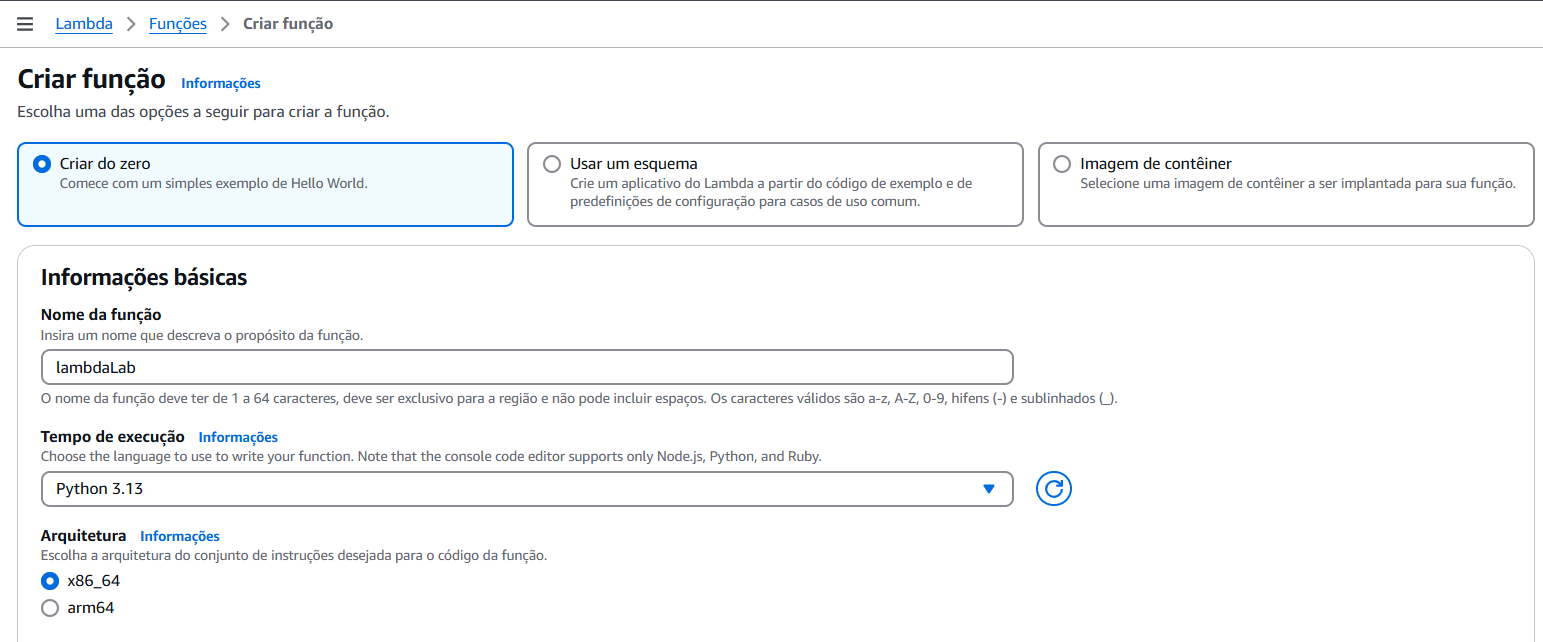 Lambda > Funções > Criar função
Criar função Informações
Escolha uma das opções a seguir para criar a função.
Criar do zero
Comece com um simples exemplo de Hello World.
Usar um esquema
Crie um aplicativo do Lambda a partir do código de exemplo e de
predefinições de configuração para casos de uso comum.
Imagem de contêiner
Selecione uma imagem de contêiner a ser implantada para sua função.
Informações básicas
Nome da função
Insira um nome que descreva o propósito da função.
lambdaLab
O nome da função deve ter de 1 a 64 caracteres, deve ser exclusivo para a região e não pode incluir espaços. Os caracteres válidos são a-z, A-Z, 0-9, hifens (-) e sublinhados (_).
Tempo de execução Informações
Choose the language to use to write your function. Note that the console code editor supports only Node.js, Python, and Ruby.
Python 3.13
Arquitetura Informações
Escolha a arquitetura do conjunto de instruções desejada para o código da função.
x86_64
arm64